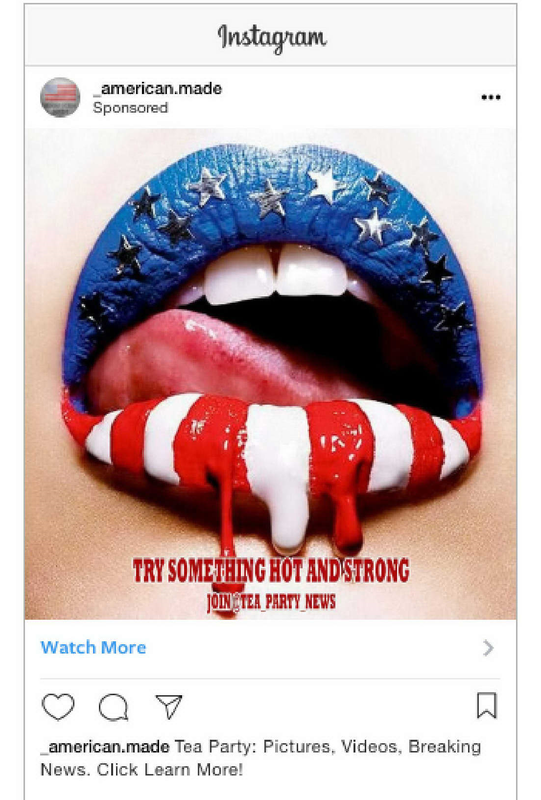 Instagram
_american.made
Sponsored
TRY SOMETHING HOT AND STRONG
JOIN @TEA_PARTY_NEWS
Watch More
_american.made Tea Party: Pictures, Videos, Breaking
News. Click Learn More!